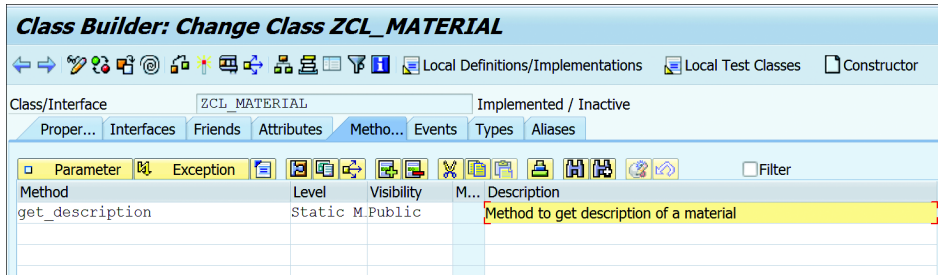 Class Builder: Change Class ZCL_MATERIAL
Local Definitions/Implementations Local Test Classes Constructor
Class/Interface ZCL_MATERIAL Implemented / Inactive
Proper... Interfaces Friends Attributes Metho... Events Types Aliases
Parameter Exception Filter
Method Level Visibility M... Description
get_description Static M. Public Method to get description of a material